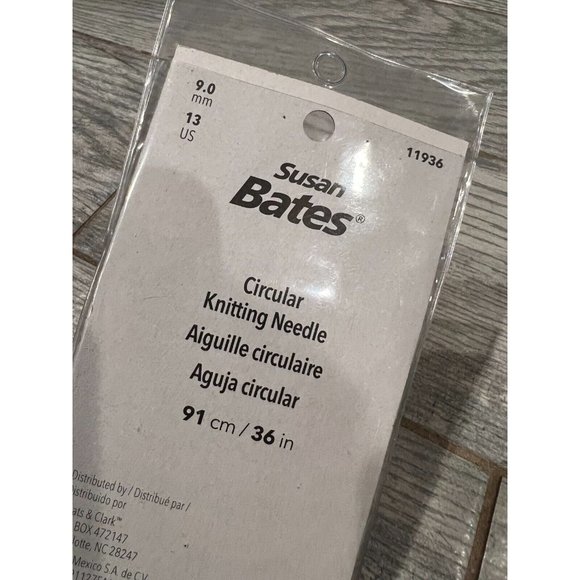 9.0
mm
13
US
11936
Susan
Bates®
Circular
Knitting Needle
Aiguille circulaire
Aguja circular
91 cm / 36 in
Distributed by / Distribué par /
por
& Clark™
BOX 472147
NC 28247
Mexico S.A. de C.V.